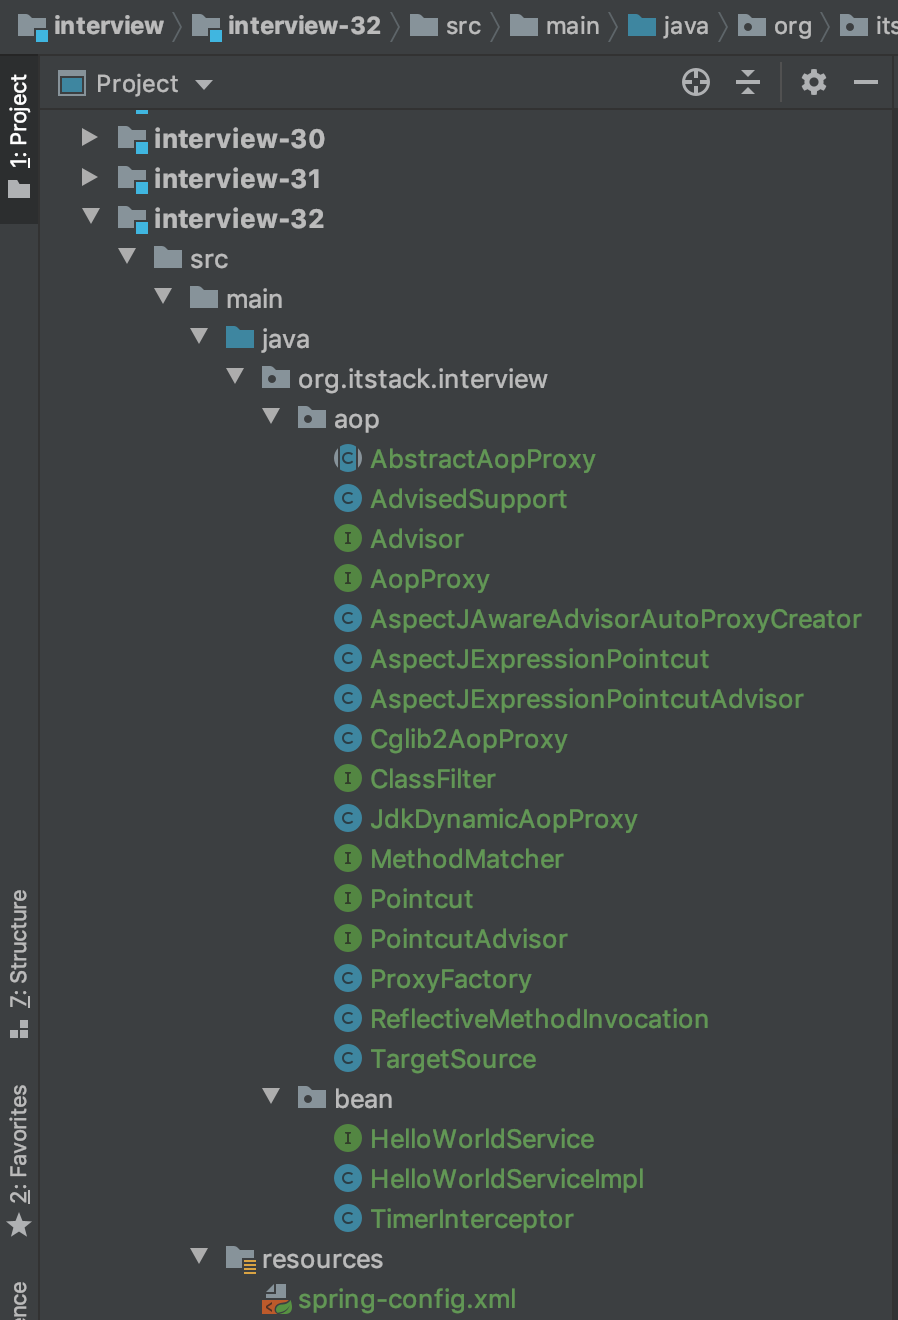 interview interview-32 src main java org its
Project
1: Project
interview-30
interview-31
interview-32
src
main
java
org.itstack.interview
aop
C AbstractAopProxy
C AdvisedSupport
I Advisor
I AopProxy
C AspectJAwareAdvisorAutoProxyCreator
C AspectJExpressionPointcut
C AspectJExpressionPointcutAdvisor
C Cglib2AopProxy
I ClassFilter
C JdkDynamicAopProxy
I MethodMatcher
I Pointcut
I PointcutAdvisor
C ProxyFactory
C ReflectiveMethodInvocation
C TargetSource
bean
I HelloWorldService
C HelloWorldServiceImpl
C TimerInterceptor
resources
spring-config.xml
7: Structure
2: Favorites
ence